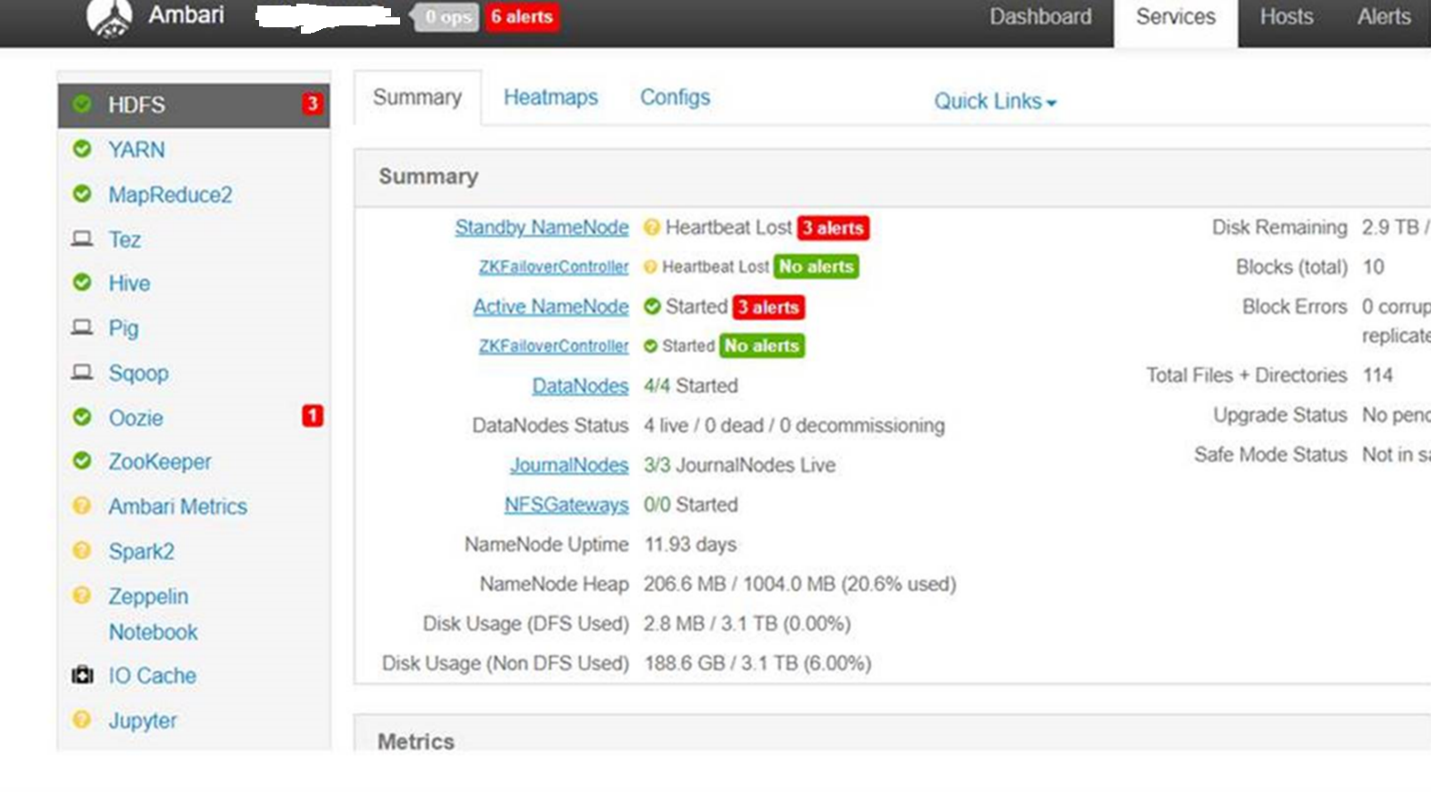 Ambari 0 ops 6 alerts Dashboard Services Hosts Alerts
HDFS 3
YARN
MapReduce2
Tez
Hive
Pig
Sqoop
Oozie 1
ZooKeeper
Ambari Metrics
Spark2
Zeppelin
Notebook
IO Cache
Jupyter
Summary Heatmaps Configs Quick Links
Summary
Standby NameNode Heartbeat Lost 3 alerts
ZKFailoverController Heartbeat Lost No alerts
Active NameNode Started 3 alerts
ZKFailoverController Started No alerts
DataNodes 4/4 Started
DataNodes Status 4 live / 0 dead / 0 decommissioning
JournalNodes 3/3 JournalNodes Live
NFSGateways 0/0 Started
NameNode Uptime 11.93 days
NameNode Heap 206.6 MB / 1004.0 MB (20.6% used)
Disk Usage (DFS Used) 2.8 MB / 3.1 TB (0.00%)
Disk Usage (Non DFS Used) 188.6 GB / 3.1 TB (6.00%)
Disk Remaining 2.9 TB /
Blocks (total) 10
Block Errors 0 corrup
replicate
Total Files + Directories 114
Upgrade Status No pend
Safe Mode Status Not in sa
Metrics